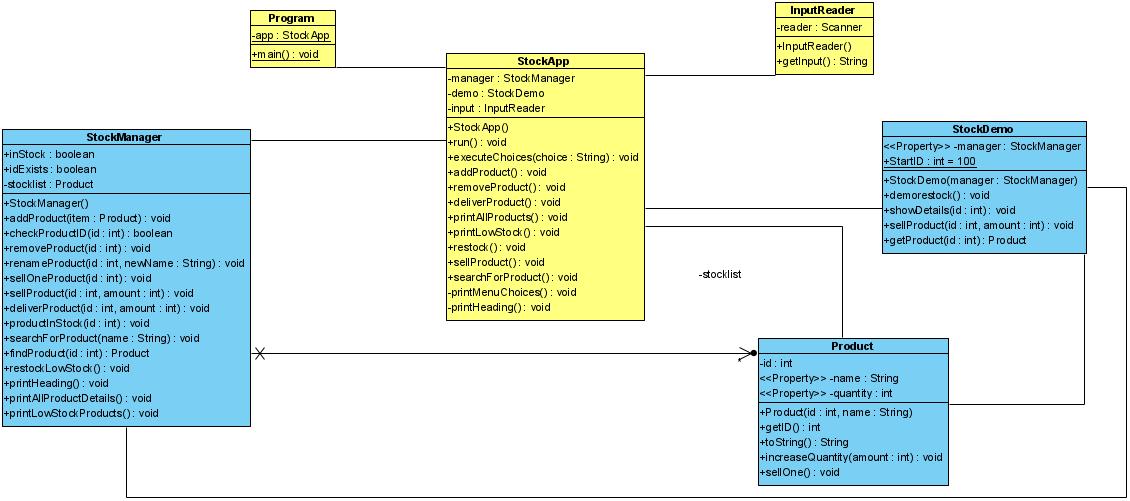 Program
-app : StockApp
+main() : void
InputReader
-reader : Scanner
+InputReader()
+getInput() : String
StockApp
-manager : StockManager
-demo : StockDemo
-input : InputReader
+StockApp()
+run() : void
+executeChoices(choice : String) : void
+addProduct() : void
+removeProduct() : void
+deliverProduct() : void
+printAllProducts() : void
+printLowStock() : void
+restock() : void
+sellProduct() : void
+searchForProduct() : void
-printMenuChoices() : void
-printHeading() : void
StockManager
+inStock : boolean
+idExists : boolean
-stocklist : Product
+StockManager()
+addProduct(item : Product) : void
+checkProductID(id : int) : boolean
+removeProduct(id : int) : void
+renameProduct(id : int, newName : String) : void
+sellOneProduct(id : int) : void
+sellProduct(id : int, amount : int) : void
+deliverProduct(id : int, amount : int) : void
+productInStock(id : int) : void
+searchForProduct(name : String) : void
+findProduct(id : int) : Product
+restockLowStock() : void
+printHeading() : void
+printAllProductDetails() : void
+printLowStockProducts() : void
StockDemo
<<Property>> -manager : StockManager
+StartID : int = 100
+StockDemo(manager : StockManager)
+demorestock() : void
+showDetails(id : int) : void
+sellProduct(id : int, amount : int) : void
+getProduct(id : int) : Product
-stocklist
Product
-id : int
<<Property>> -name : String
<<Property>> -quantity : int
+Product(id : int, name : String)
+getID() : int
+toString() : String
+increaseQuantity(amount : int) : void
+sellOne() : void